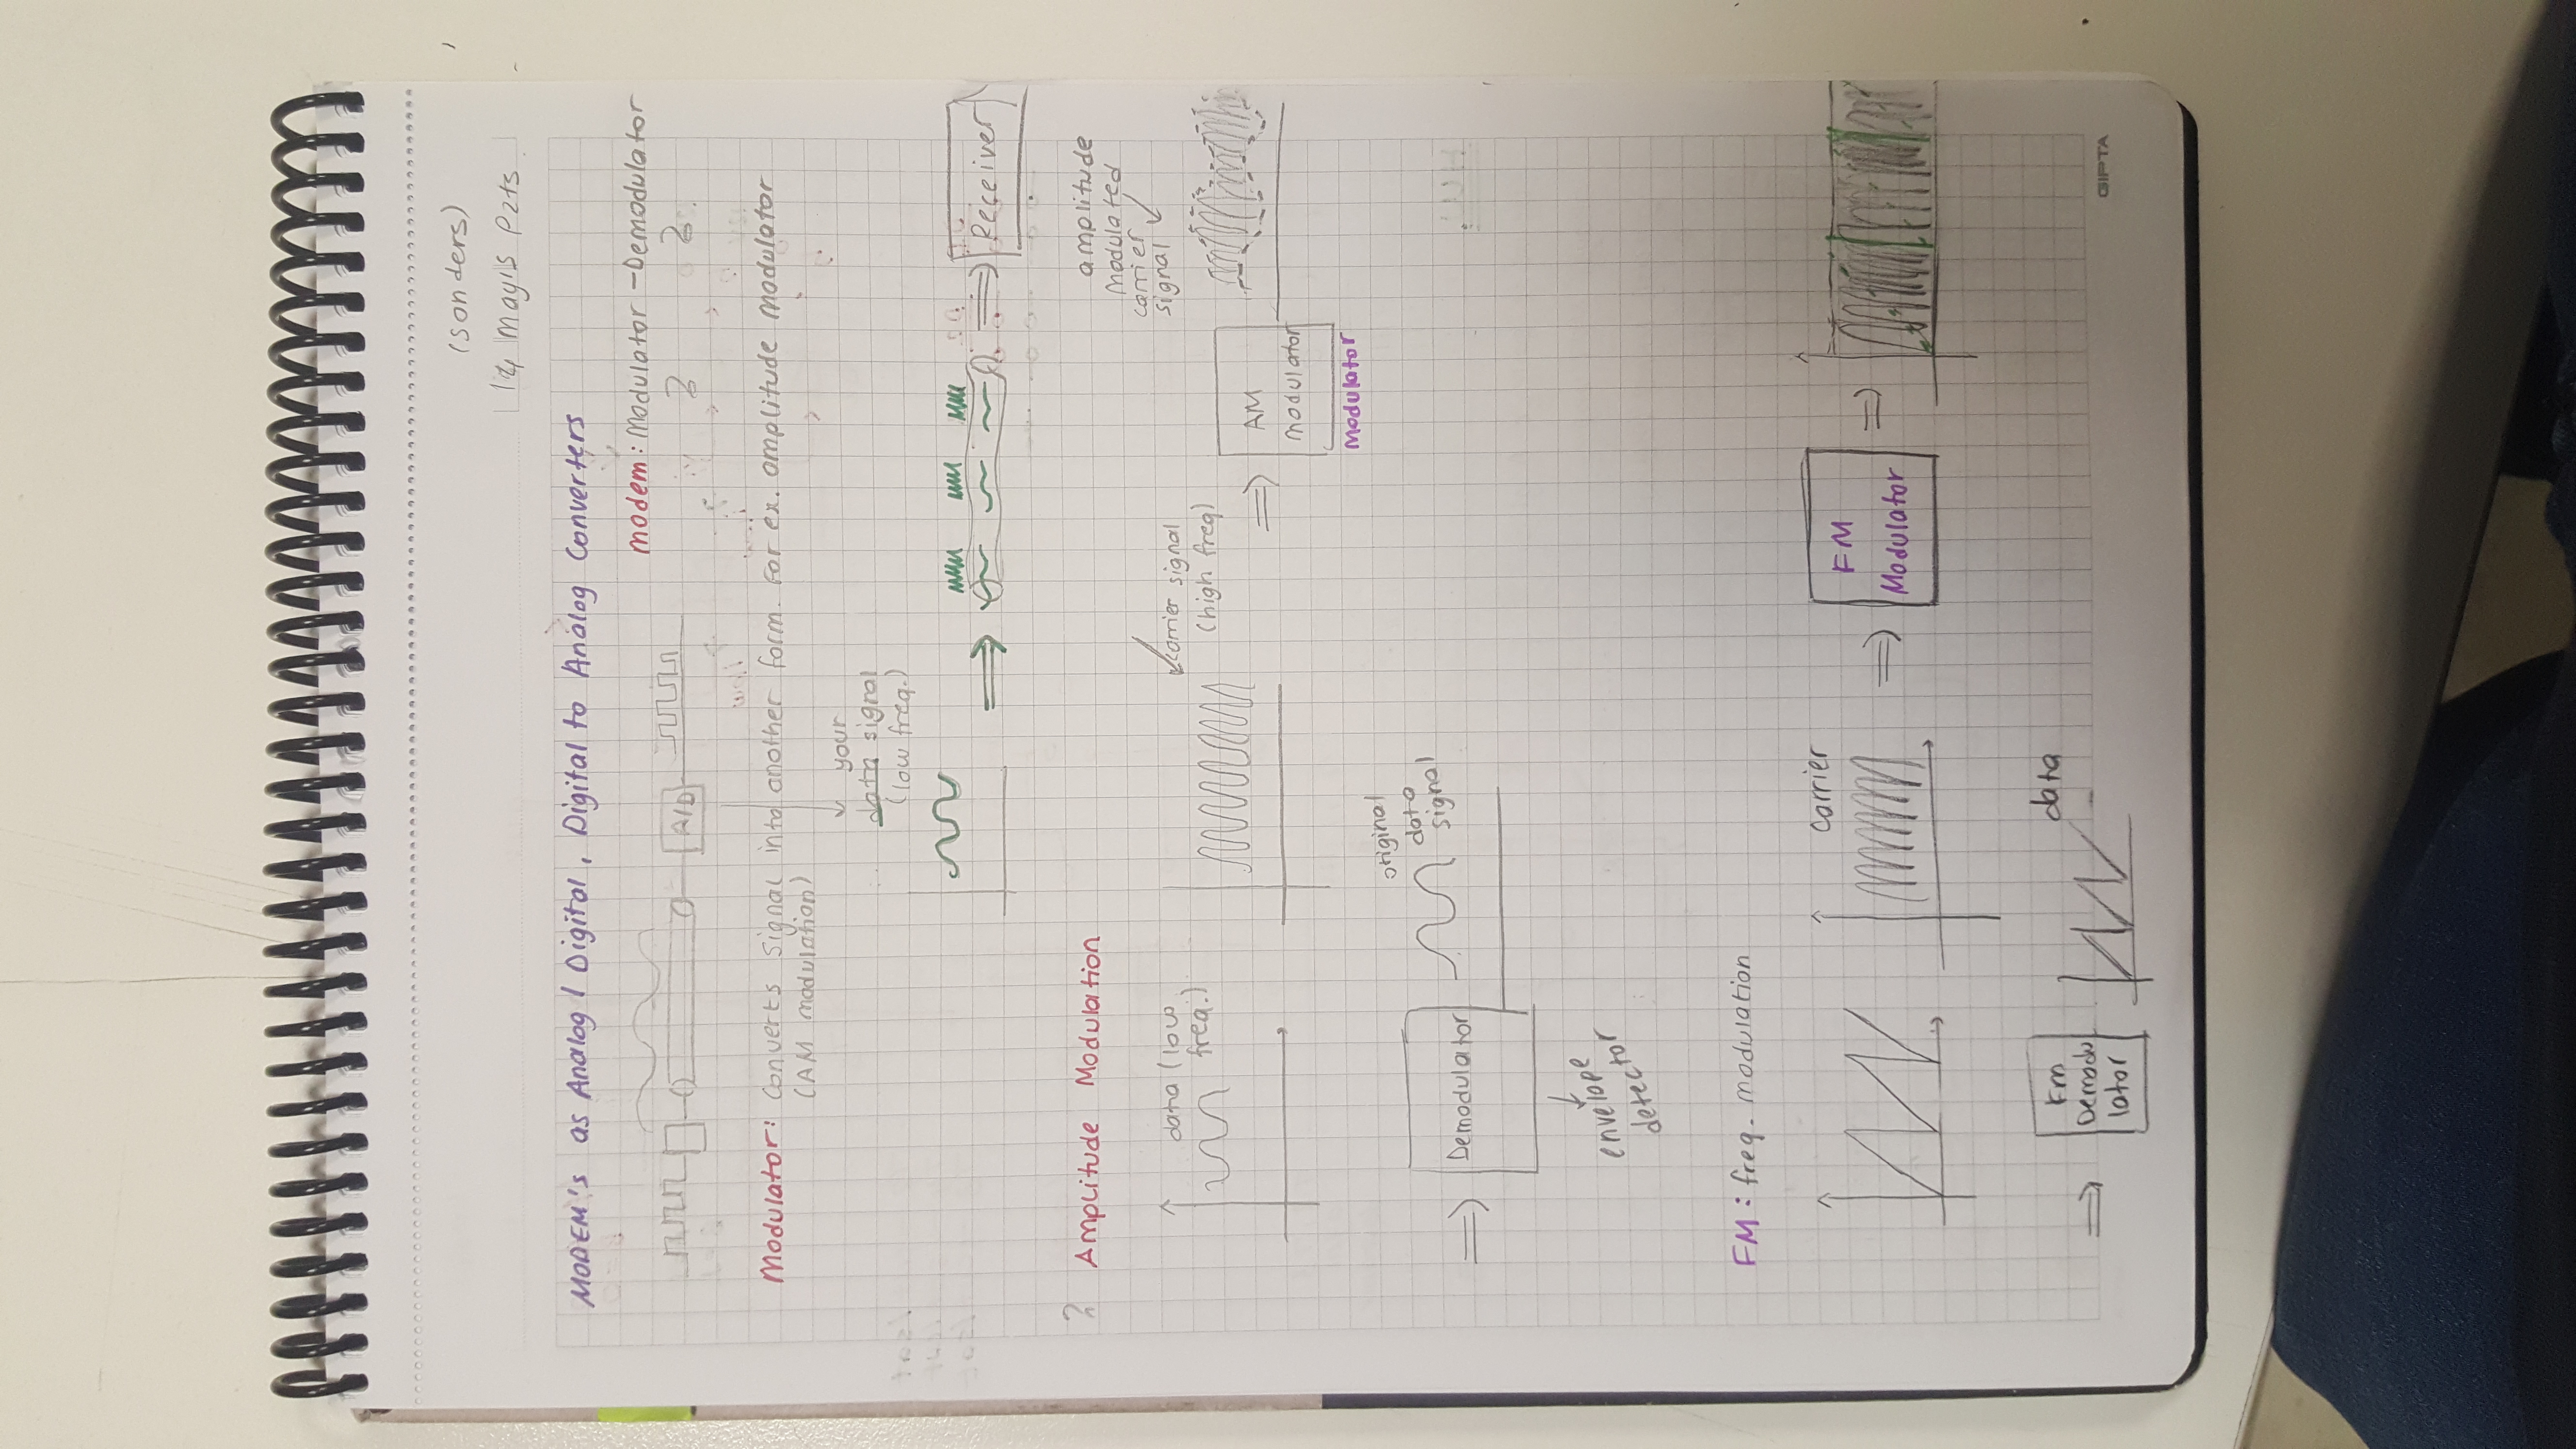 (son ders)
14 mayıs Pzts
MODEM's as Analog / Digital, Digital to Analog Converters
modem: Modulator - Demodulator
? ?
A/D
Modulator: Converts signal into another form. For ex. amplitude modulator
(AM modulation)
your
data signal
(low freq.)
Receiver
? Amplitude Modulation
amplitude
modulated
carrier
signal
data (low
freq.)
carrier signal
(high freq)
AM
modulator
Modulator
original
data
signal
Demodulator
envelope
detector
FM: freq. modulation
carrier
FM
Modulator
data
Fm
Demodu
lator
GIPTA